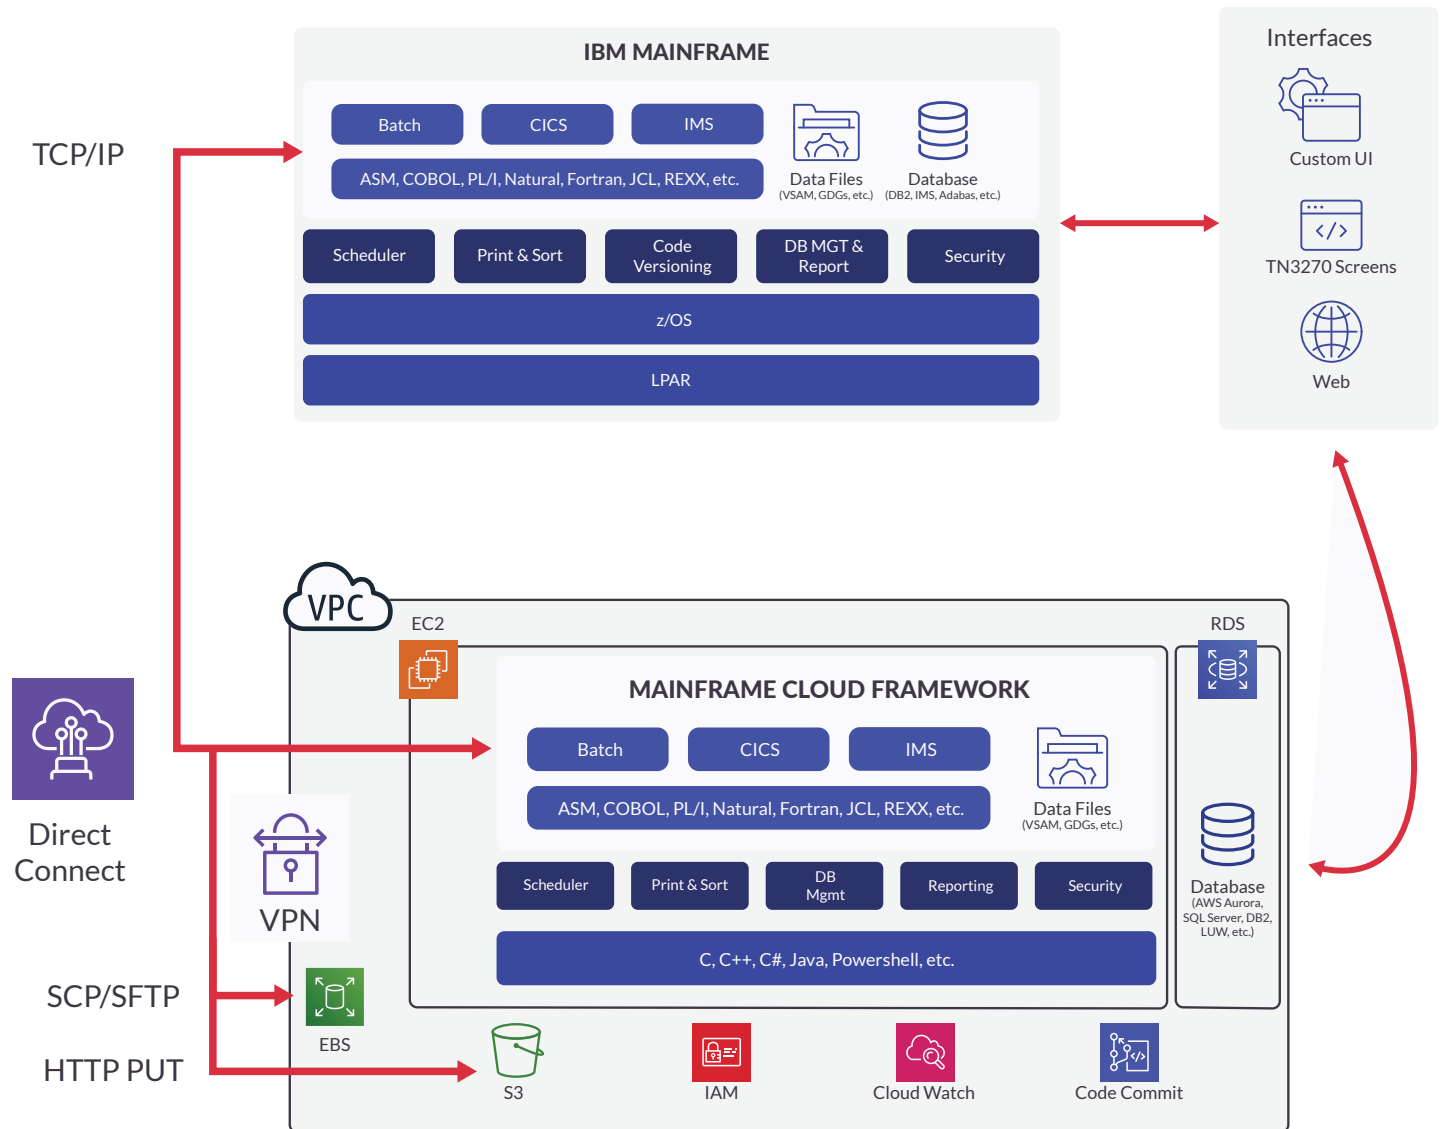 IBM MAINFRAME
Interfaces
TCP/IP
Batch
CICS
IMS
ASM, COBOL, PL/I, Natural, Fortran, JCL, REXX, etc.
Data Files
(VSAM, GDGs, etc.)
Database
(DB2, IMS, Adabas, etc.)
Custom UI
TN3270 Screens
Web
Scheduler
Print & Sort
Code
Versioning
DB MGT &
Report
Security
z/OS
LPAR
VPC
EC2
RDS
MAINFRAME CLOUD FRAMEWORK
Batch
CICS
IMS
ASM, COBOL, PL/I, Natural, Fortran, JCL, REXX, etc.
Data Files
(VSAM, GDGs, etc.)
Direct
Connect
VPN
Scheduler
Print & Sort
DB
Mgmt
Reporting
Security
Database
(AWS Aurora,
SQL Server, DB2,
LUW, etc.)
C, C++, C#, Java, Powershell, etc.
SCP/SFTP
EBS
HTTP PUT
S3
IAM
Cloud Watch
Code Commit